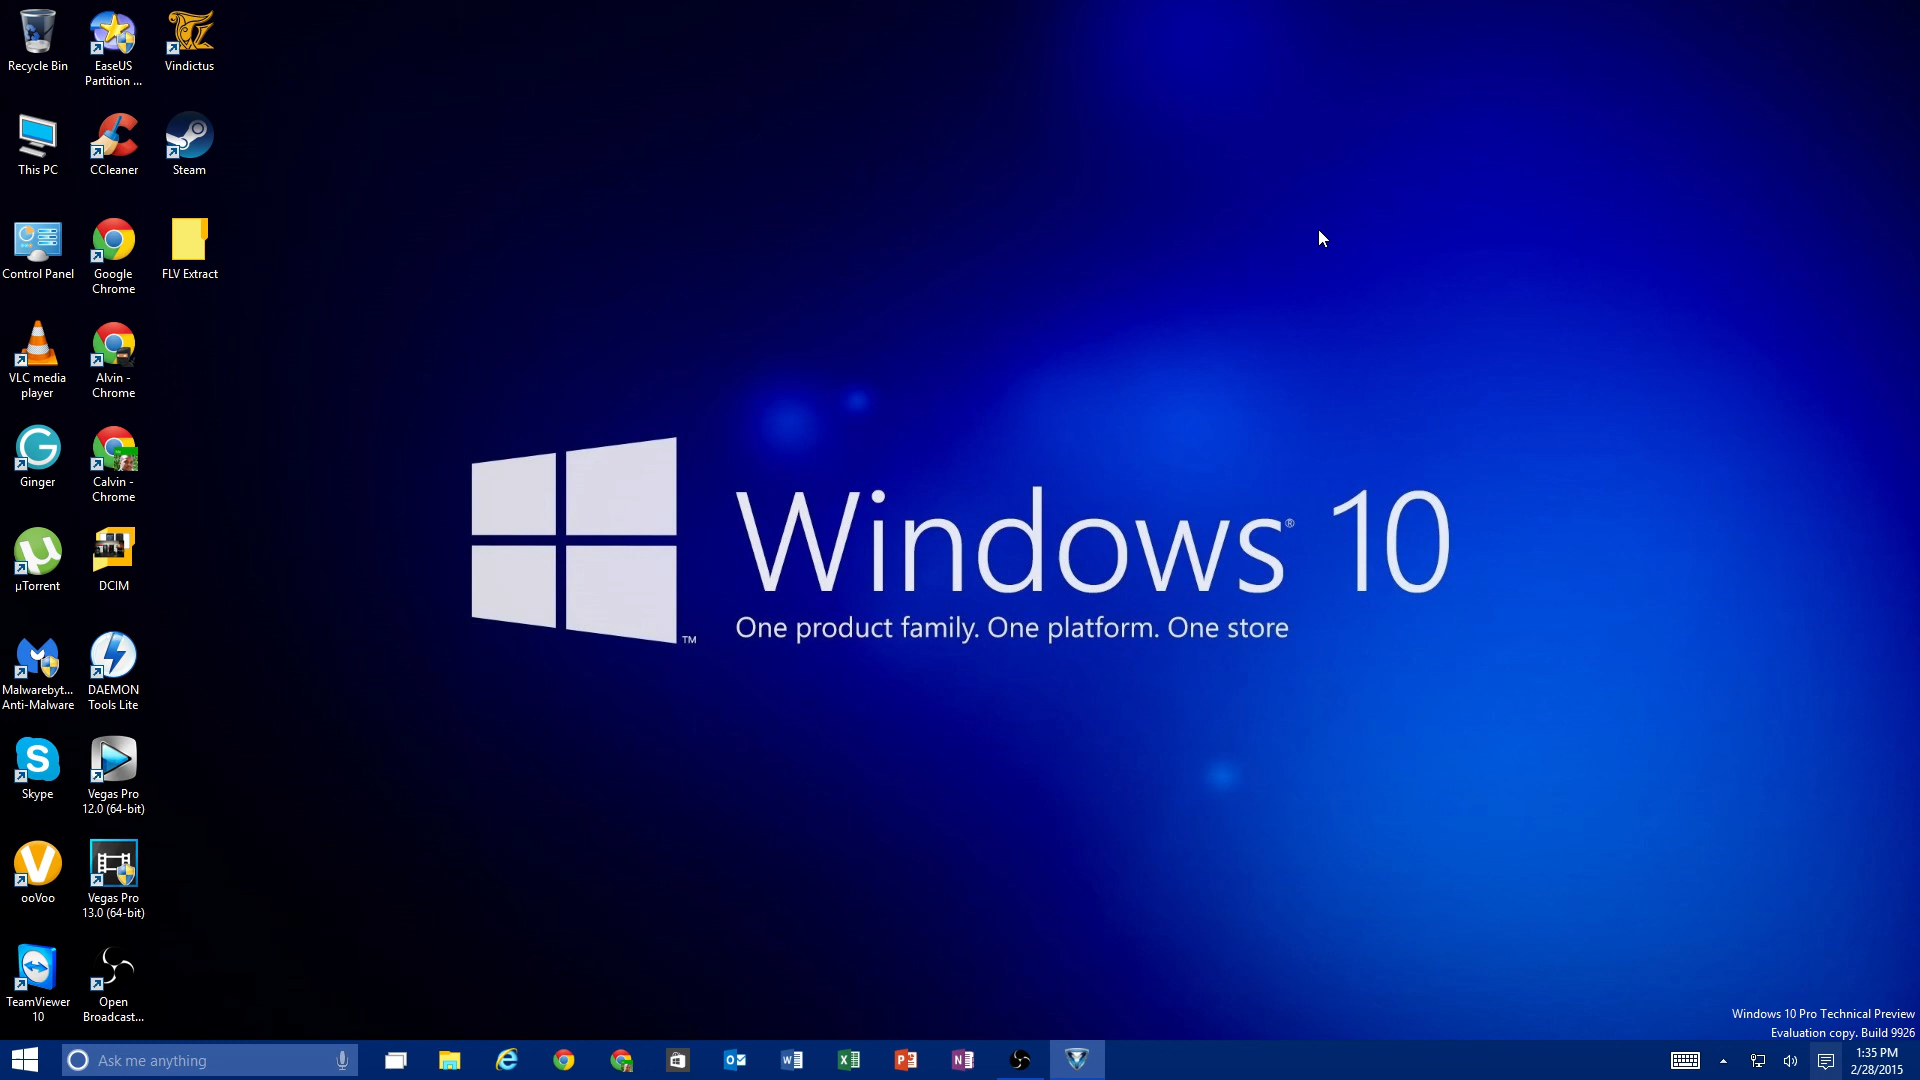 Recycle Bin
EaseUS
Partition ...
Vindictus
This PC
CCleaner
Steam
Control Panel
Google
Chrome
FLV Extract
VLC media
player
Alvin -
Chrome
Ginger
Calvin -
Chrome
µTorrent
DCIM
Malwarebyt...
Anti-Malware
DAEMON
Tools Lite
Skype
Vegas Pro
12.0 (64-bit)
ooVoo
Vegas Pro
13.0 (64-bit)
TeamViewer
10
Open
Broadcast...
Windows® 10
™
One product family. One platform. One store
Windows 10 Pro Technical Preview
Evaluation copy. Build 9926
Ask me anything
1:35 PM
2/28/2015